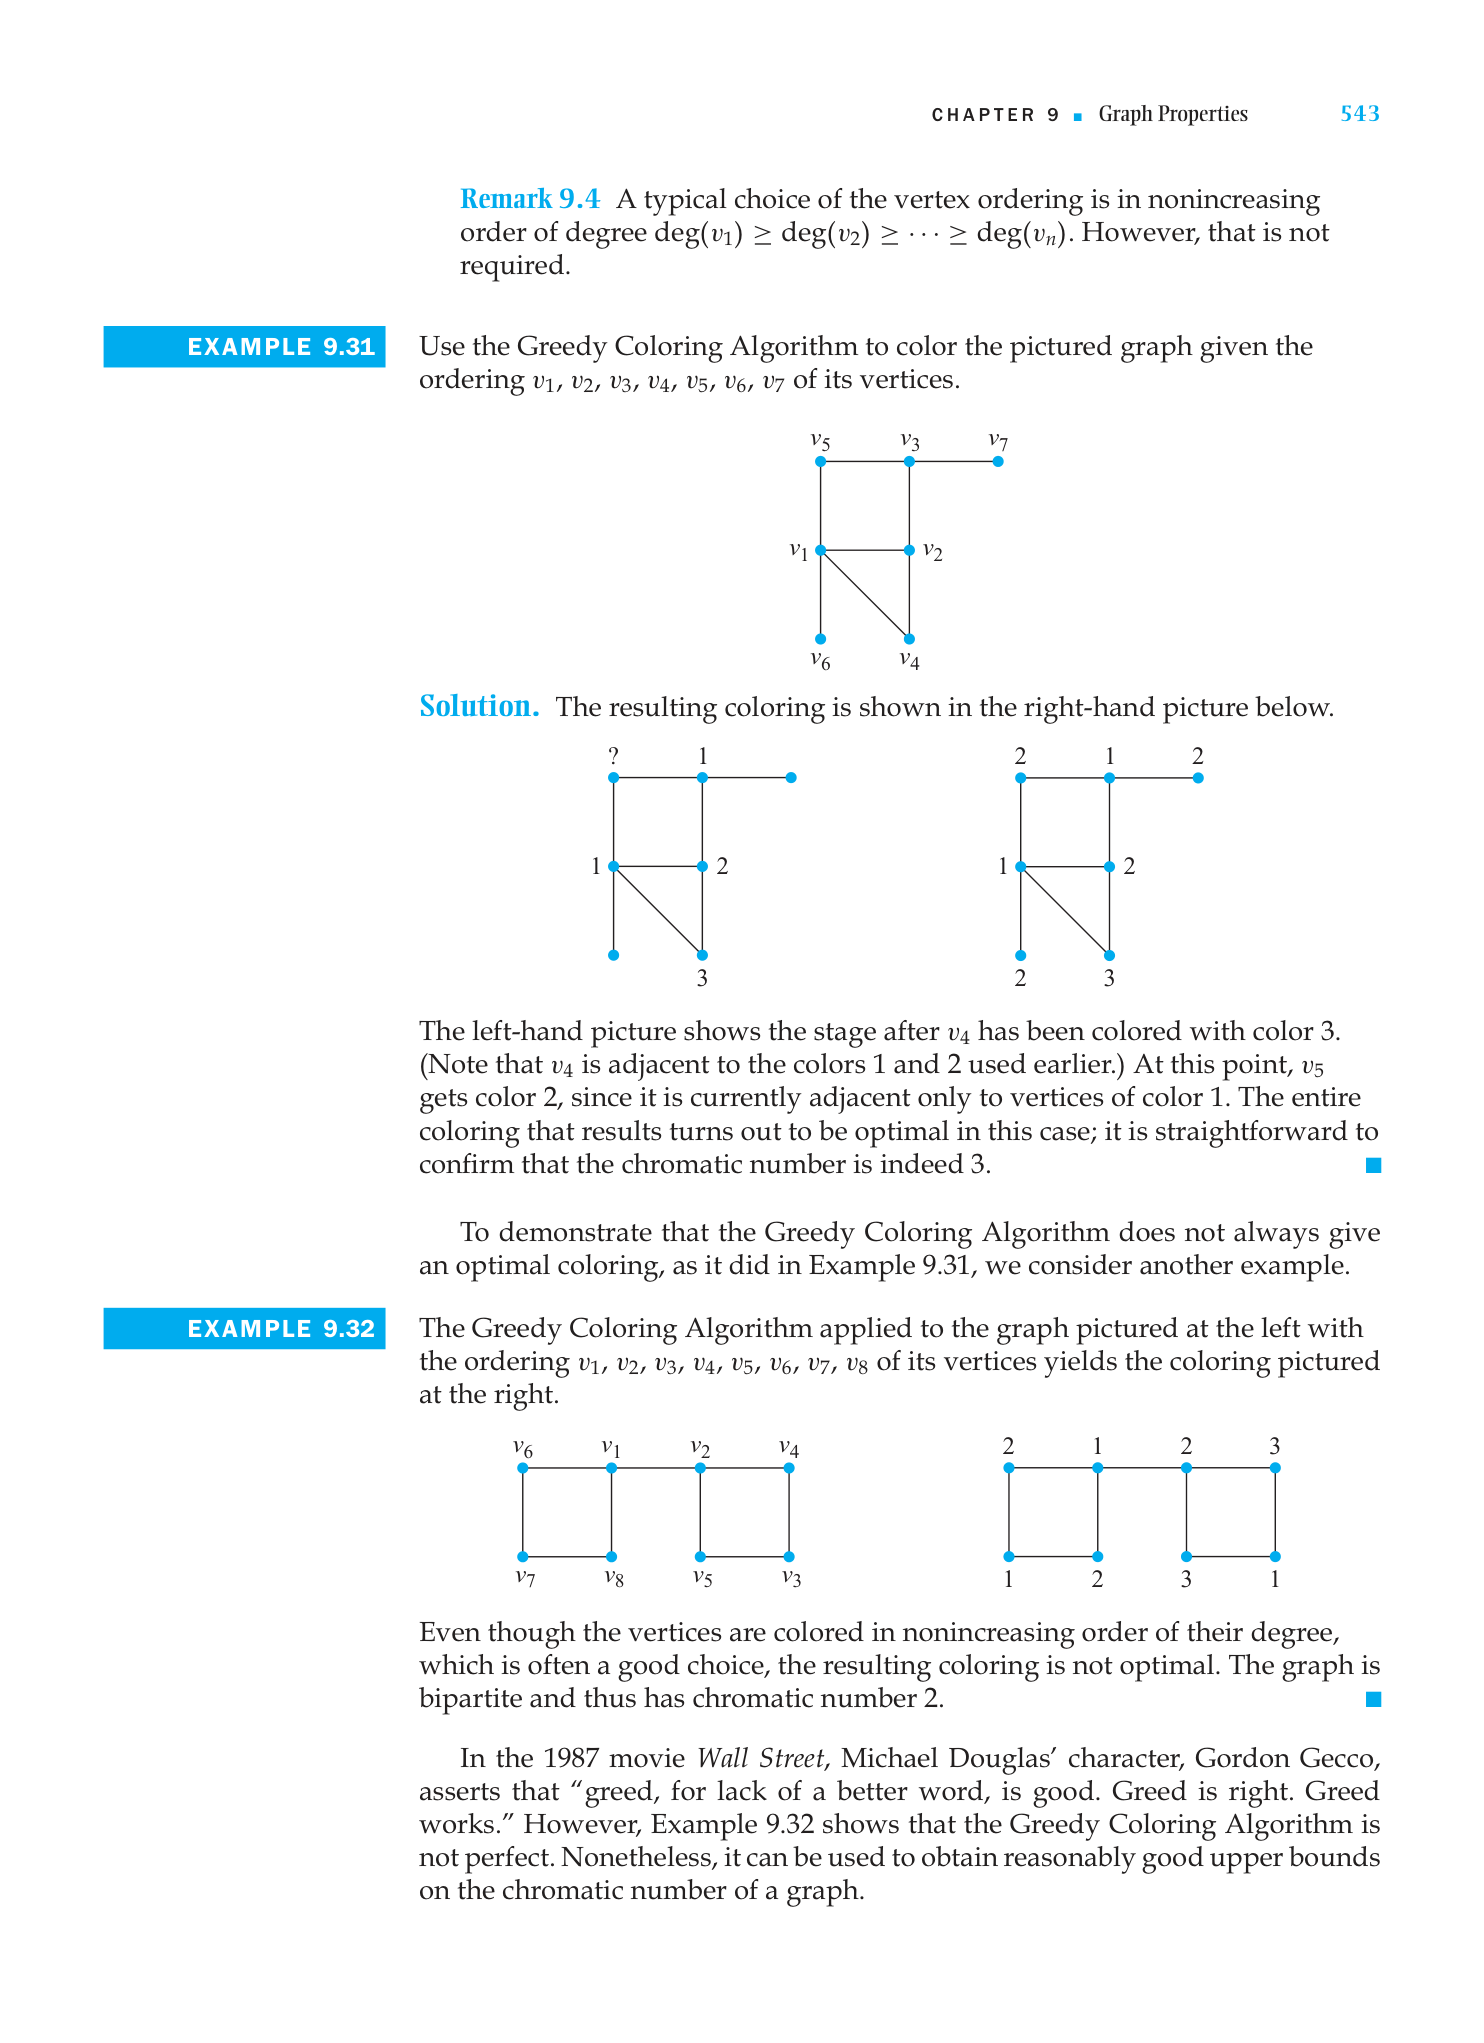 CHAPTER 9 ■ Graph Properties 543
Remark 9.4 A typical choice of the vertex ordering is in nonincreasing
order of degree deg(v₁) ≥ deg(v₂) ≥ · · · ≥ deg(vₙ). However, that is not
required.
EXAMPLE 9.31 Use the Greedy Coloring Algorithm to color the pictured graph given the
ordering v₁, v₂, v₃, v₄, v₅, v₆, v₇ of its vertices.
v₅ v₃ v₇
v₁ v₂
v₆ v₄
Solution. The resulting coloring is shown in the right-hand picture below.
? 1 2 1 2
1 2 1 2
3 2 3
The left-hand picture shows the stage after v₄ has been colored with color 3.
(Note that v₄ is adjacent to the colors 1 and 2 used earlier.) At this point, v₅
gets color 2, since it is currently adjacent only to vertices of color 1. The entire
coloring that results turns out to be optimal in this case; it is straightforward to
confirm that the chromatic number is indeed 3. ■
To demonstrate that the Greedy Coloring Algorithm does not always give
an optimal coloring, as it did in Example 9.31, we consider another example.
EXAMPLE 9.32 The Greedy Coloring Algorithm applied to the graph pictured at the left with
the ordering v₁, v₂, v₃, v₄, v₅, v₆, v₇, v₈ of its vertices yields the coloring pictured
at the right.
v₆ v₁ v₂ v₄ 2 1 2 3
v₇ v₈ v₅ v₃ 1 2 3 1
Even though the vertices are colored in nonincreasing order of their degree,
which is often a good choice, the resulting coloring is not optimal. The graph is
bipartite and thus has chromatic number 2. ■
In the 1987 movie Wall Street, Michael Douglas’ character, Gordon Gecco,
asserts that “greed, for lack of a better word, is good. Greed is right. Greed
works.” However, Example 9.32 shows that the Greedy Coloring Algorithm is
not perfect. Nonetheless, it can be used to obtain reasonably good upper bounds
on the chromatic number of a graph.